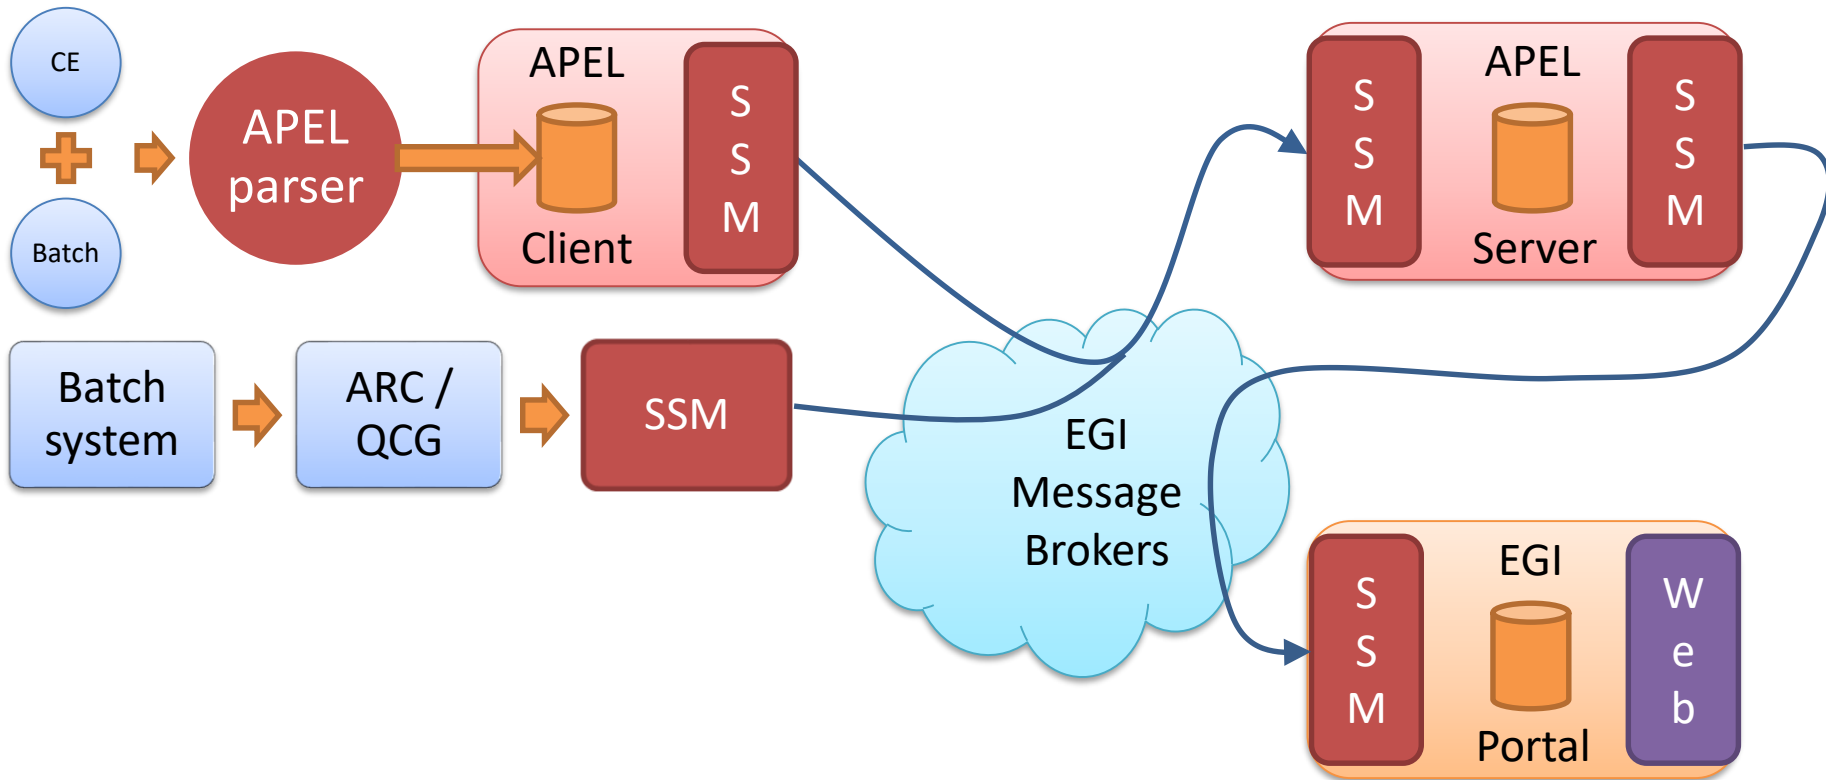 CE
Batch
APEL
parser
APEL
Client
S
S
M
Batch
system
ARC /
QCG
SSM
EGI
Message
Brokers
S
S
M
APEL
Server
S
S
M
S
S
M
EGI
Portal
W
e
b